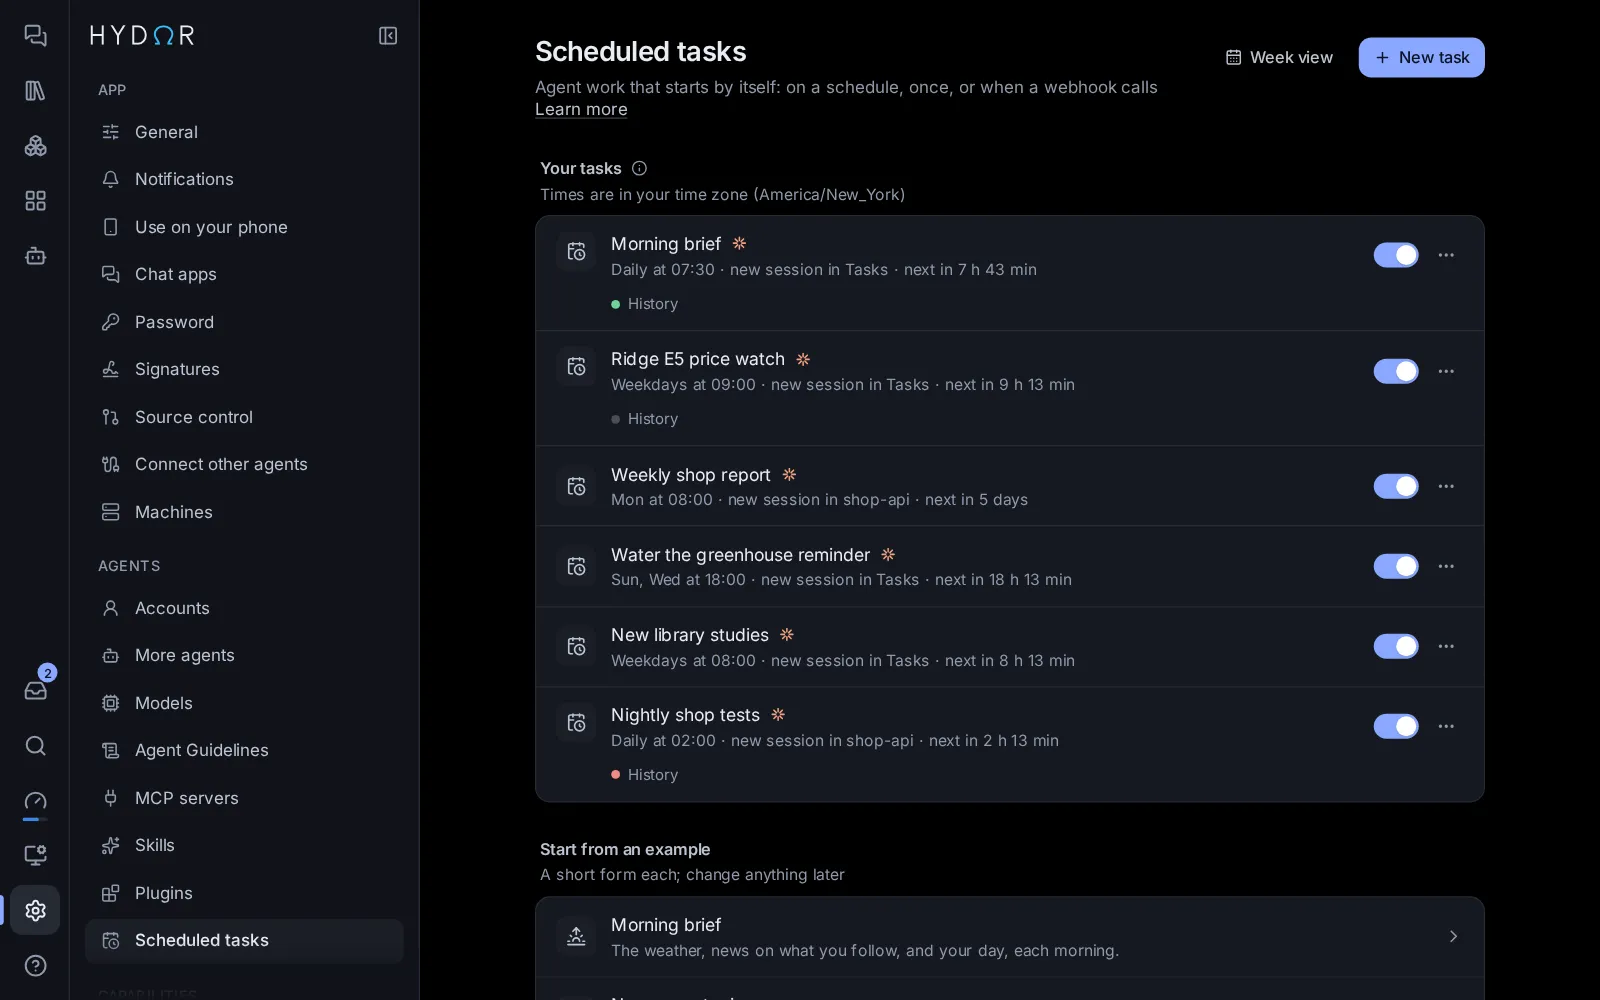 HYDΩR
APP
General
Notifications
Use on your phone
Chat apps
Password
Signatures
Source control
Connect other agents
Machines
AGENTS
Accounts
More agents
Models
Agent Guidelines
MCP servers
Skills
Plugins
Scheduled tasks
CAPABILITIES
2
Scheduled tasks
Week view
New task
Agent work that starts by itself: on a schedule, once, or when a webhook calls
Learn more
Your tasks
Times are in your time zone (America/New_York)
Morning brief
Daily at 07:30 · new session in Tasks · next in 7 h 43 min
History
Ridge E5 price watch
Weekdays at 09:00 · new session in Tasks · next in 9 h 13 min
History
Weekly shop report
Mon at 08:00 · new session in shop-api · next in 5 days
Water the greenhouse reminder
Sun, Wed at 18:00 · new session in Tasks · next in 18 h 13 min
New library studies
Weekdays at 08:00 · new session in Tasks · next in 8 h 13 min
Nightly shop tests
Daily at 02:00 · new session in shop-api · next in 2 h 13 min
History
Start from an example
A short form each; change anything later
Morning brief
The weather, news on what you follow, and your day, each morning.